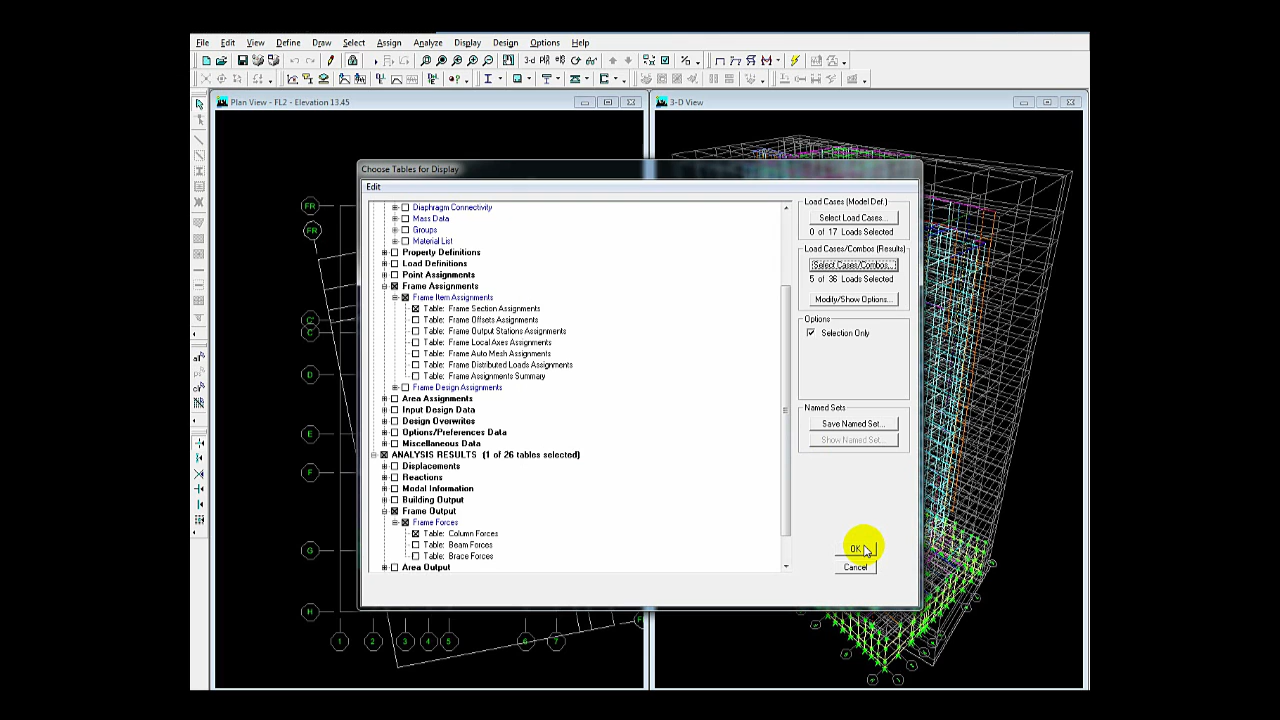 File Edit View Define Draw Select Assign Analyze Display Design Options Help
3-d
Plan View - FL2 - Elevation 13.45
3-D View
Choose Tables for Display
Edit
Diaphragm Connectivity
Mass Data
Groups
Material List
Property Definitions
Load Definitions
Point Assignments
Frame Assignments
Frame Item Assignments
Table: Frame Section Assignments
Table: Frame Offsets Assignments
Table: Frame Output Stations Assignments
Table: Frame Local Axes Assignments
Table: Frame Auto Mesh Assignments
Table: Frame Distributed Loads Assignments
Table: Frame Assignments Summary
Frame Design Assignments
Area Assignments
Input Design Data
Design Overwrites
Options/Preferences Data
Miscellaneous Data
ANALYSIS RESULTS (1 of 26 tables selected)
Displacements
Reactions
Modal Information
Building Output
Frame Output
Frame Forces
Table: Column Forces
Table: Beam Forces
Table: Brace Forces
Area Output
Load Cases (Model Def.)
Select Load Cases...
0 of 17 Loads Selected
Load Cases/Combos (Results)
Select Cases/Combos...
5 of 36 Loads Selected
Modify/Show Options...
Options
Selection Only
Named Sets
Save Named Set...
Show Named Set...
OK
Cancel
FR
FR
C'
C
D
E
F
G
H
1 2 3 4 5 6 7